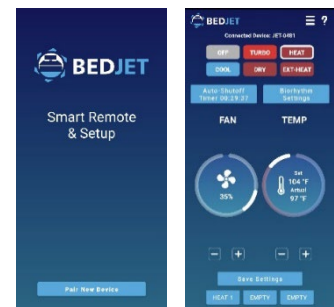 BEDJET
Smart Remote
& Setup
Pair New Device
BEDJET ?
Connected Device: JET-0481
OFF TURBO HEAT
COOL DRY EXT-HEAT
Auto-Shutoff
Timer 00:29:27
Biorhythm
Settings
FAN TEMP
35%
Set
104 °F
Actual
97 °F
- + - +
Save Settings
HEAT 1 EMPTY EMPTY